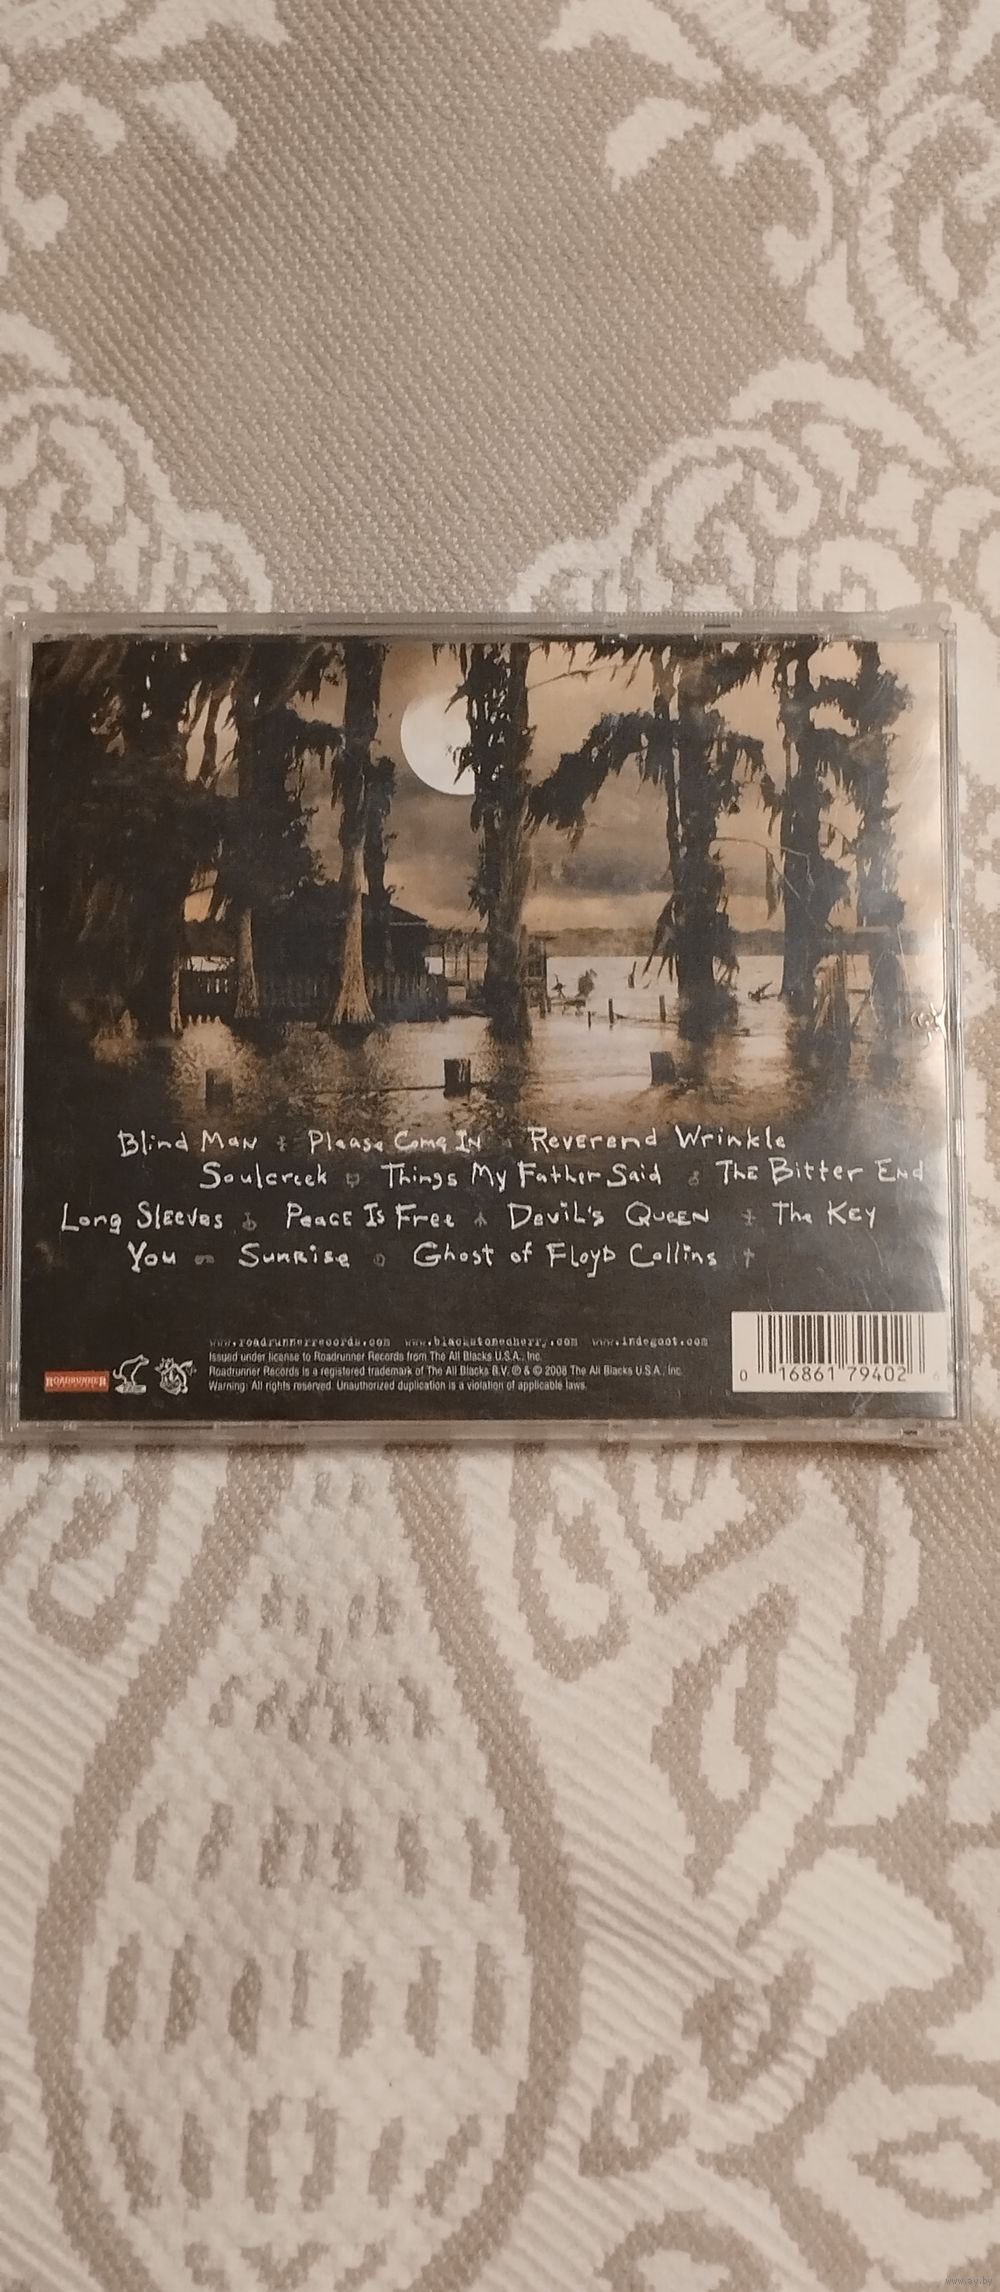 Blind Man Please Come In Reverend Wrinkle
Soulcreek Things My Father Said The Bitter End
Long Sleeves Peace Is Free Devil's Queen The Key
You Sunrise Ghost of Floyd Collins
www.roadrunnerrecords.com www.blackstonecherry.com www.indegoot.com
Issued under license to Roadrunner Records from The All Blacks U.S.A., Inc.
Roadrunner Records is a registered trademark of The All Blacks B.V. ℗ & © 2008 The All Blacks U.S.A., Inc.
Warning: All rights reserved. Unauthorized duplication is a violation of applicable laws.
ROADRUNNER
0 16861 79402 6
www.ay.by